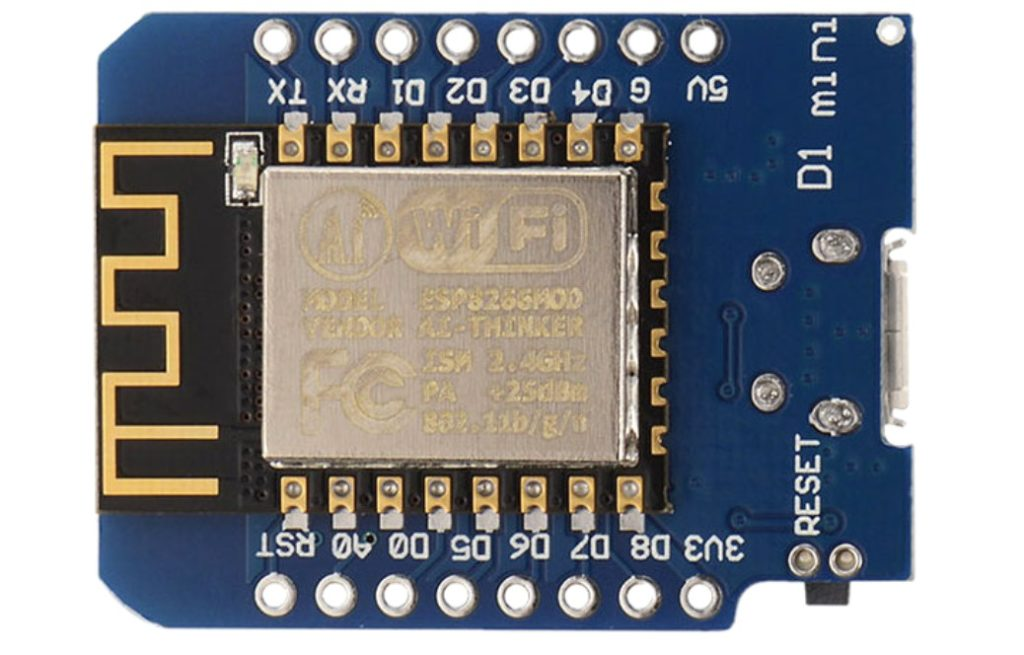 TX RX D1 D2 D3 D4 G 5V
D1 mini
Ai WiFi
MODEL ESP8266MOD
VENDOR AI-THINKER
ISM 2.4GHz
PA +25dBm
802.11b/g/n
FC
RESET
RST A0 D0 D5 D6 D7 D8 3V3